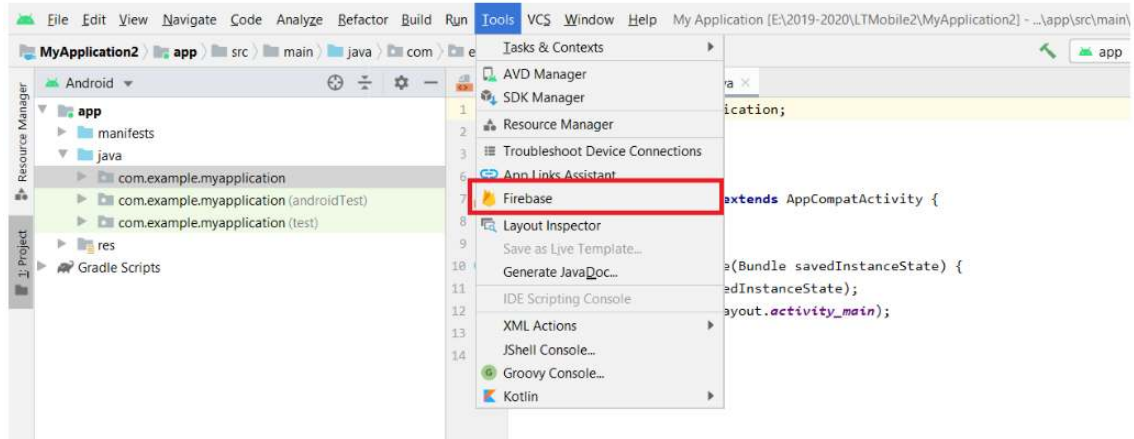 File Edit View Navigate Code Analyze Refactor Build Run Tools VCS Window Help My Application [E:\2019-2020\LTMobile2\MyApplication2] - ...\app\src\main\
MyApplication2 app src main java com e
app
Android
Resource Manager
1: Project
app
manifests
java
com.example.myapplication
com.example.myapplication (androidTest)
com.example.myapplication (test)
res
Gradle Scripts
Tasks & Contexts
AVD Manager
SDK Manager
Resource Manager
Troubleshoot Device Connections
App Links Assistant
Firebase
Layout Inspector
Save as Live Template...
Generate JavaDoc...
IDE Scripting Console
XML Actions
JShell Console...
G Groovy Console...
Kotlin
va
1 ication;
2
3
6
7 extends AppCompatActivity {
8
9
10 e(Bundle savedInstanceState) {
11 edInstanceState);
12 ayout.activity_main);
13
14